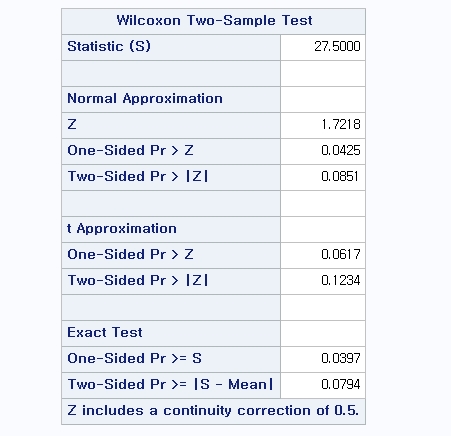 Wilcoxon Two-Sample Test
Statistic (S) 27.5000
Normal Approximation
Z 1.7218
One-Sided Pr > Z 0.0425
Two-Sided Pr > |Z| 0.0851
t Approximation
One-Sided Pr > Z 0.0617
Two-Sided Pr > |Z| 0.1234
Exact Test
One-Sided Pr >= S 0.0397
Two-Sided Pr >= |S - Mean| 0.0794
Z includes a continuity correction of 0.5.